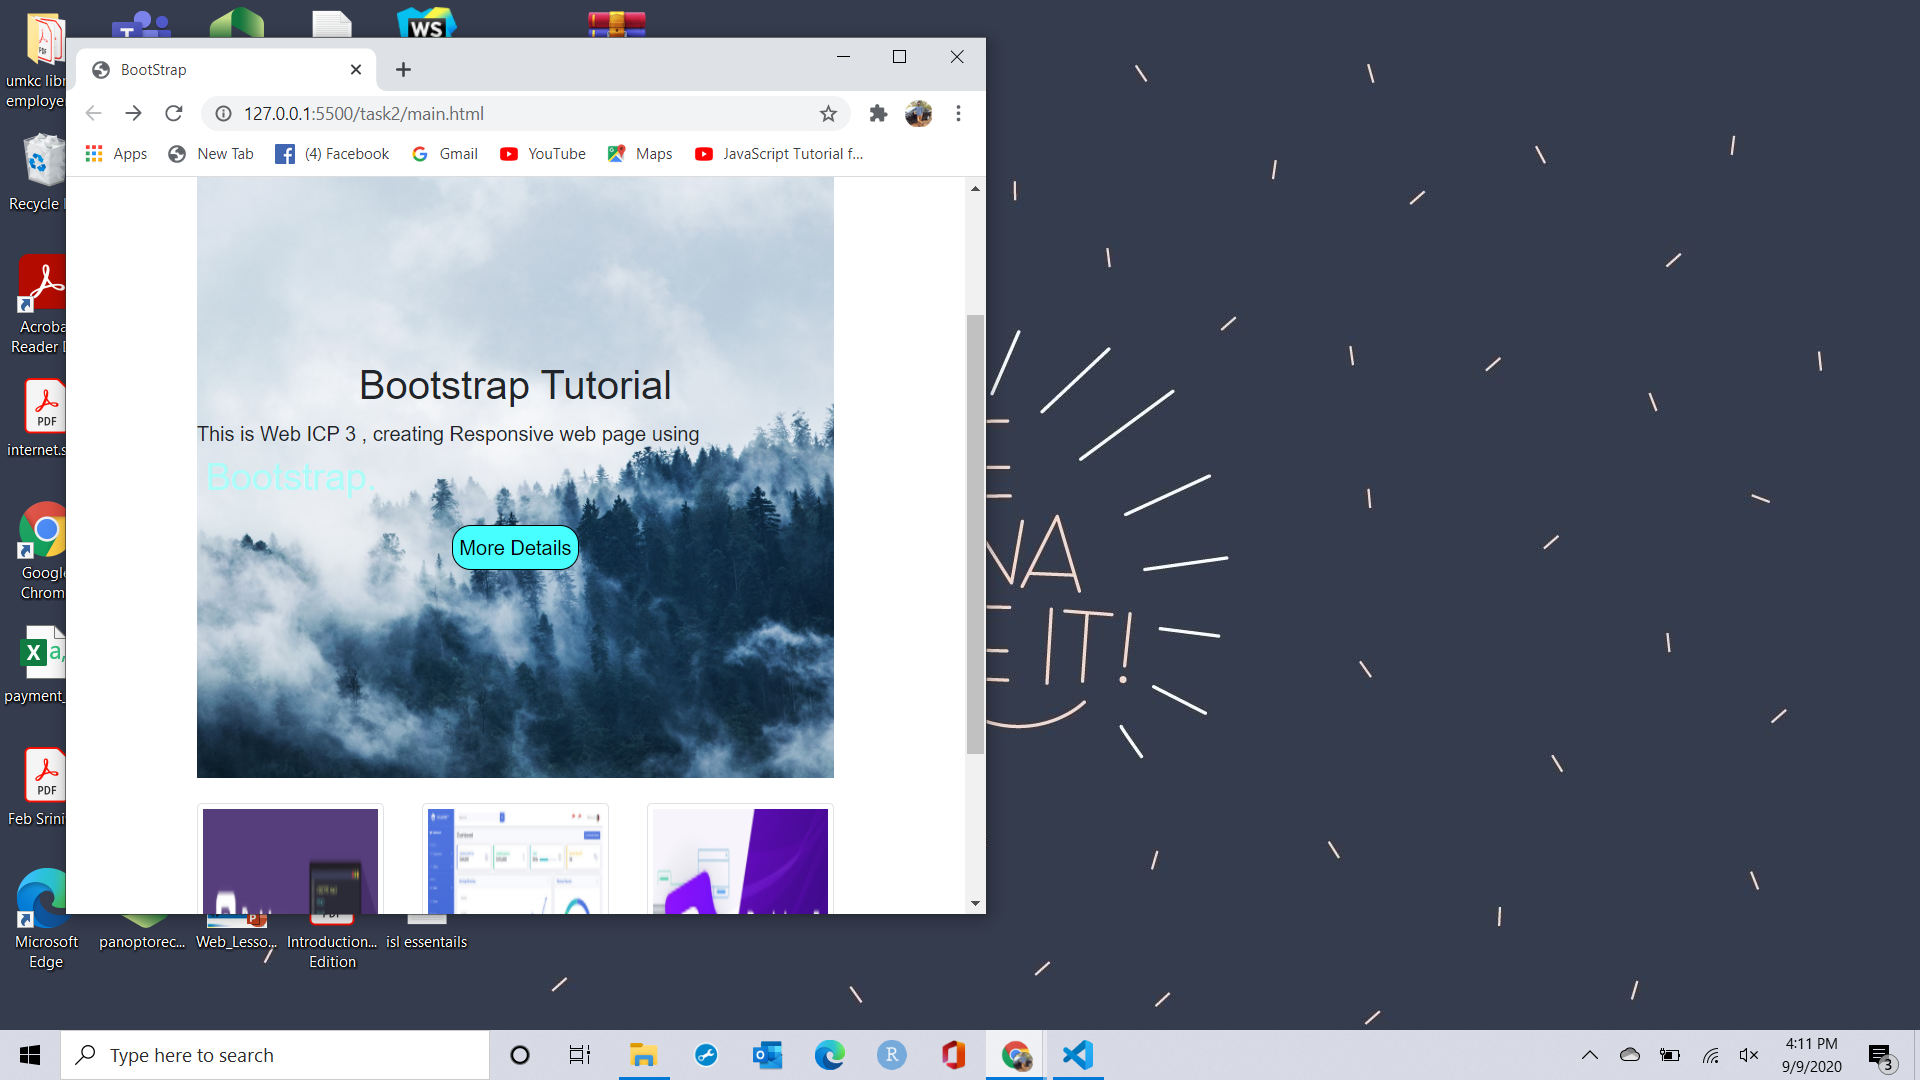 WS
BootStrap
127.0.0.1:5500/task2/main.html
Apps
New Tab
(4) Facebook
Gmail
YouTube
Maps
JavaScript Tutorial f...
umkc libr
employe
Recycle
Acroba
Reader D
PDF
internet.s
Google
Chrom
payment_
PDF
Feb Srini
Microsoft
Edge
panoptorec...
Web_Lesso...
Introduction...
Edition
isl essentails
Bootstrap Tutorial
This is Web ICP 3 , creating Responsive web page using
Bootstrap.
More Details
NA
E IT!
Type here to search
4:11 PM
9/9/2020
3